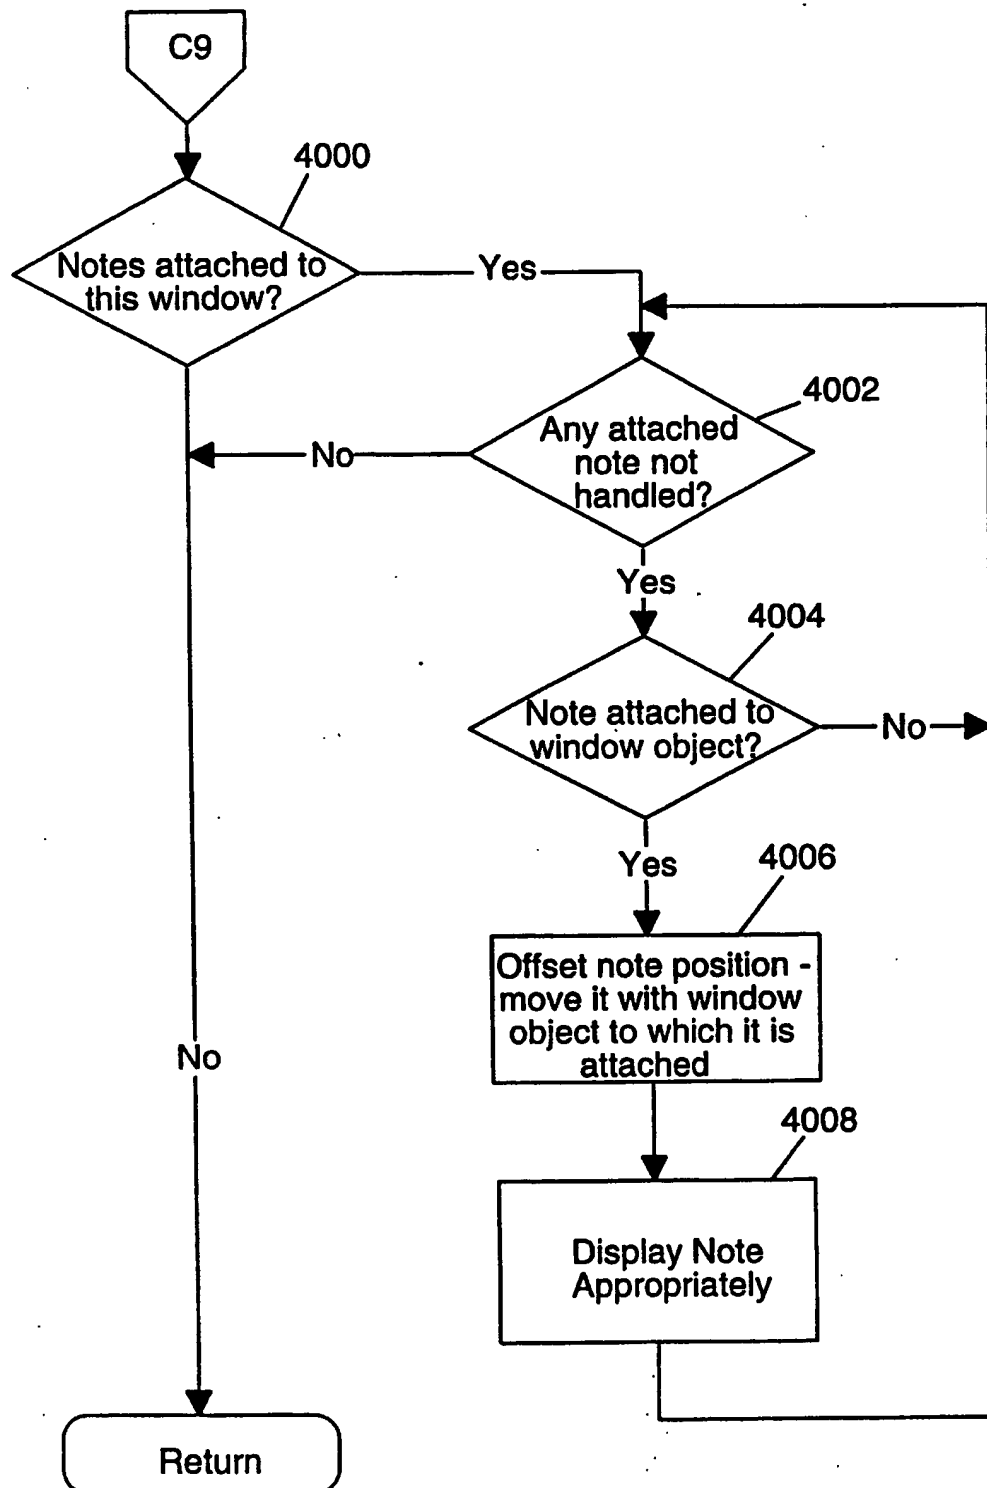 C9
4000
Notes attached to
this window?
Yes
4002
Any attached
note not
handled?
No
Yes
4004
Note attached to
window object?
No
Yes
4006
Offset note position -
move it with window
object to which it is
attached
No
4008
Display Note
Appropriately
Return